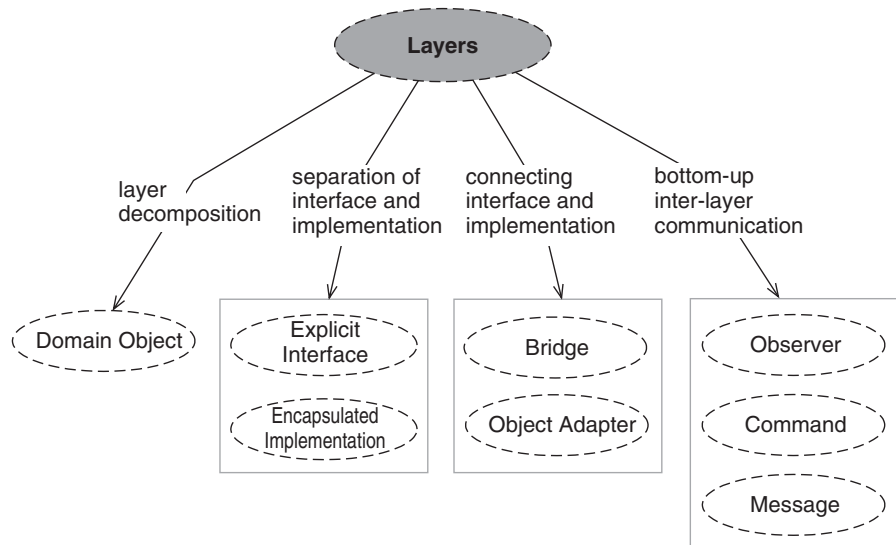 Layers
layer
decomposition
separation of
interface and
implementation
connecting
interface and
implementation
bottom-up
inter-layer
communication
Domain Object
Explicit
Interface
Encapsulated
Implementation
Bridge
Object Adapter
Observer
Command
Message